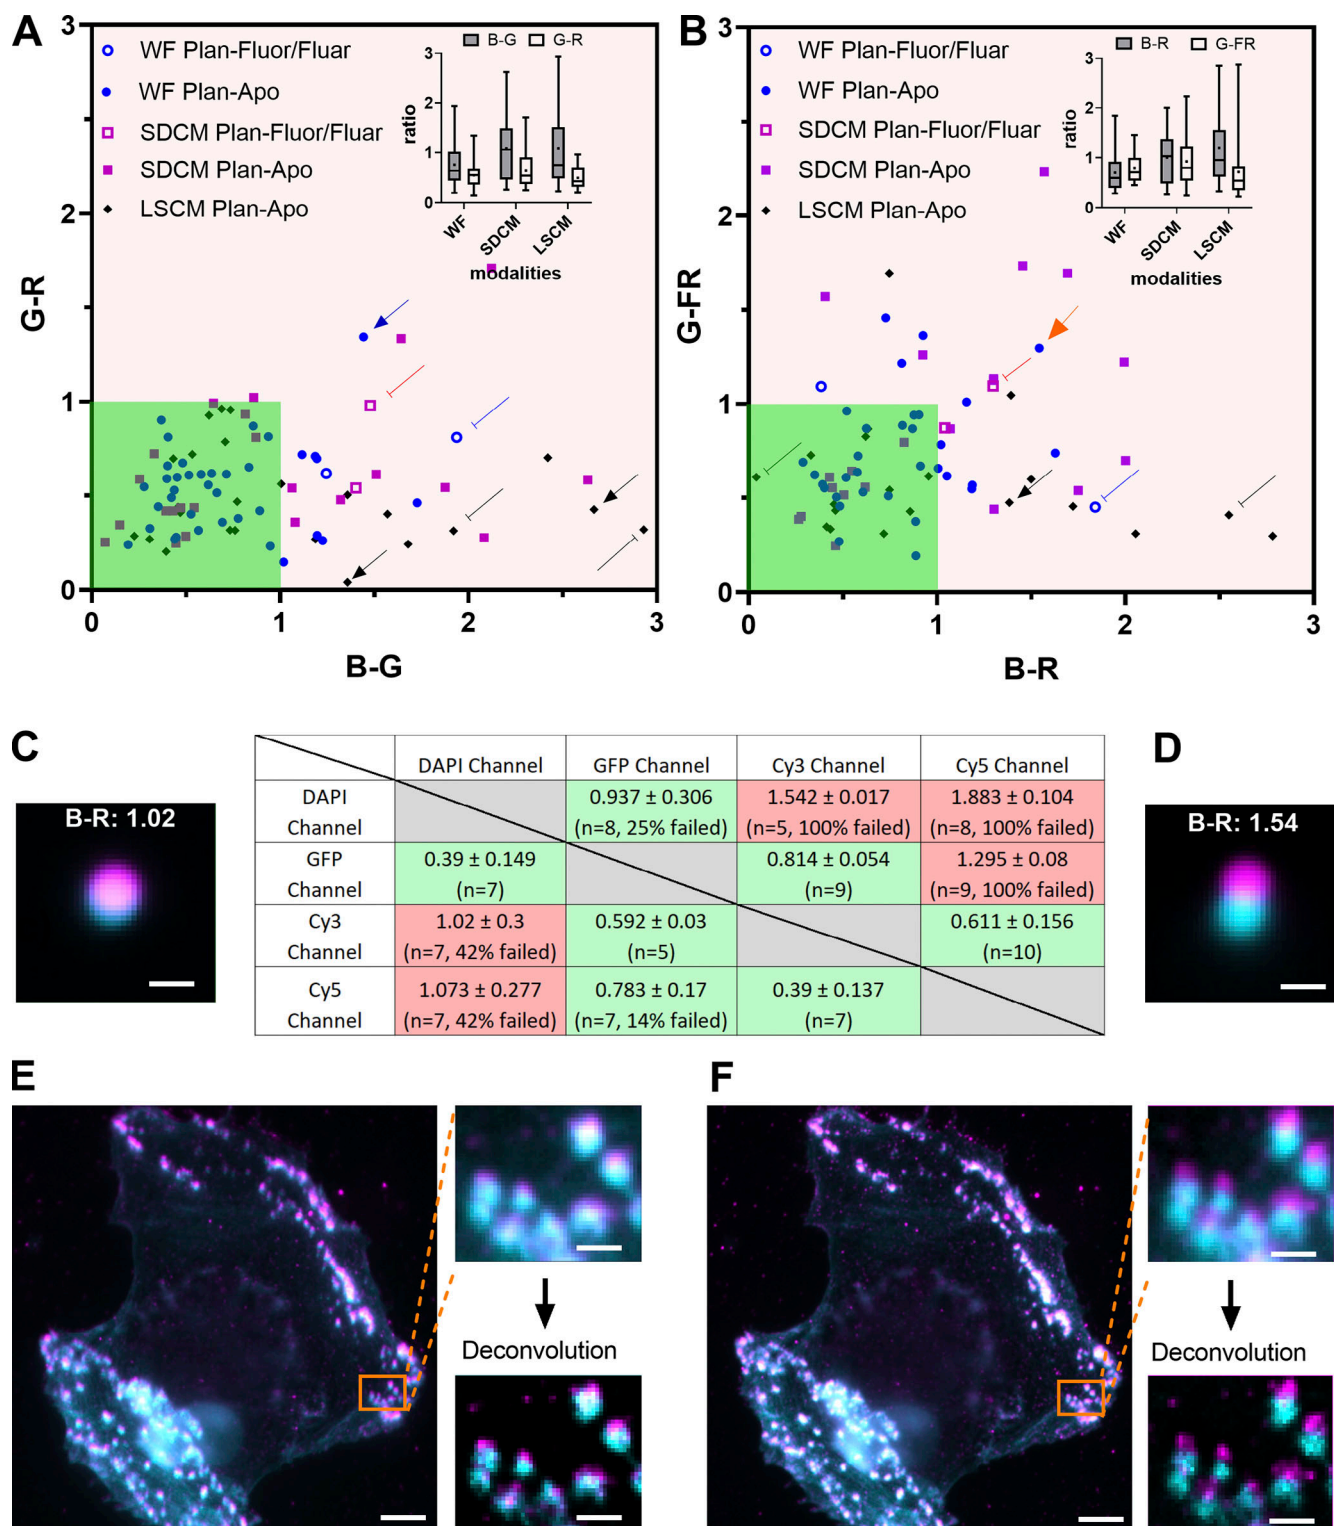 A
3
WF Plan-Fluor/Fluar
WF Plan-Apo
SDCM Plan-Fluor/Fluar
SDCM Plan-Apo
LSCM Plan-Apo
B-G G-R
3
2
1
0
ratio
WF
SDCM
LSCM
modalities
2
1
0
G-R
0 1 2 3
B-G
B
3
WF Plan-Fluor/Fluar
WF Plan-Apo
SDCM Plan-Fluor/Fluar
SDCM Plan-Apo
LSCM Plan-Apo
B-R G-FR
3
2
1
0
ratio
WF
SDCM
LSCM
modalities
2
1
0
G-FR
0 1 2 3
B-R
C
B-R: 1.02
DAPI Channel GFP Channel Cy3 Channel Cy5 Channel
DAPI Channel 0.937 ± 0.306 1.542 ± 0.017 1.883 ± 0.104
(n=8, 25% failed) (n=5, 100% failed) (n=8, 100% failed)
GFP Channel 0.39 ± 0.149 0.814 ± 0.054 1.295 ± 0.08
(n=7) (n=9) (n=9, 100% failed)
Cy3 Channel 1.02 ± 0.3 0.592 ± 0.03 0.611 ± 0.156
(n=7, 42% failed) (n=5) (n=10)
Cy5 Channel 1.073 ± 0.277 0.783 ± 0.17 0.39 ± 0.137
(n=7, 42% failed) (n=7, 14% failed) (n=7)
D
B-R: 1.54
E
Deconvolution
F
Deconvolution